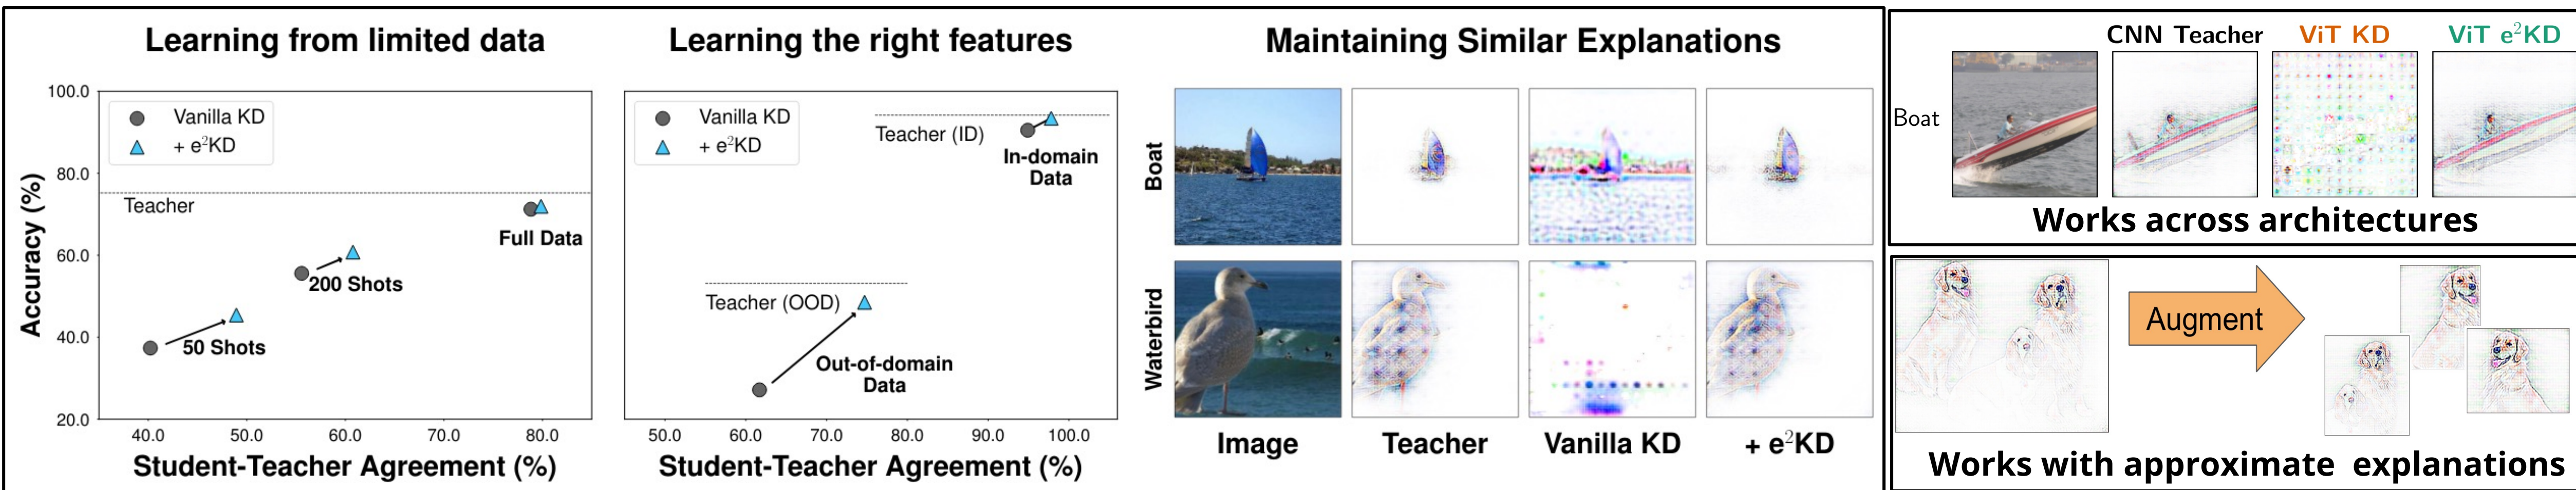 Learning from limited data
100.0
80.0
60.0
40.0
20.0
Accuracy (%)
Vanilla KD
+ e²KD
Teacher
Full Data
200 Shots
50 Shots
40.0 50.0 60.0 70.0 80.0
Student-Teacher Agreement (%)
Learning the right features
Vanilla KD
+ e²KD
Teacher (ID)
In-domain
Data
Teacher (OOD)
Out-of-domain
Data
50.0 60.0 70.0 80.0 90.0 100.0
Student-Teacher Agreement (%)
Maintaining Similar Explanations
Boat
Waterbird
Image Teacher Vanilla KD + e²KD
CNN Teacher ViT KD ViT e²KD
Boat
Works across architectures
Augment
Works with approximate explanations